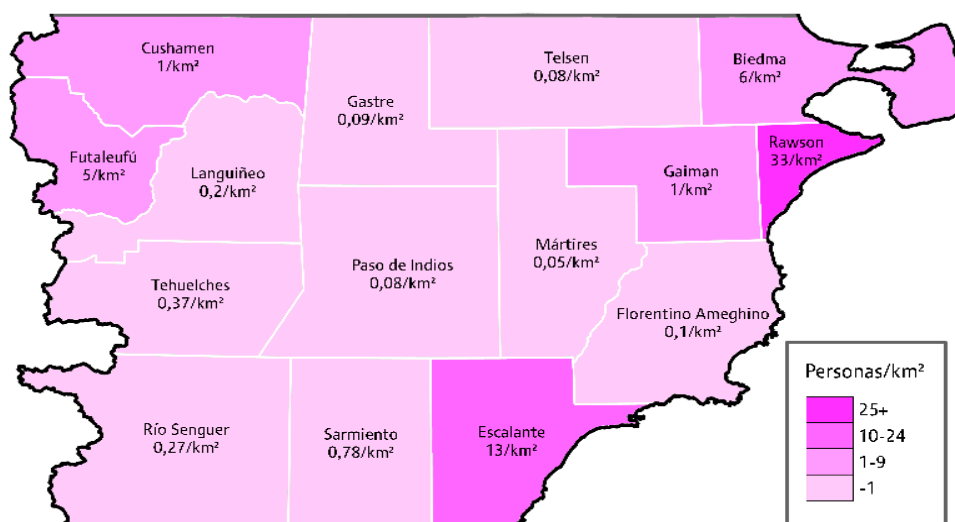 Cushamen
1/km²
Telsen
0,08/km²
Biedma
6/km²
Gastre
0,09/km²
Rawson
33/km²
Futaleufú
5/km²
Languiñeo
0,2/km²
Gaiman
1/km²
Mártires
0,05/km²
Paso de Indios
0,08/km²
Tehuelches
0,37/km²
Florentino Ameghino
0,1/km²
Río Senguer
0,27/km²
Sarmiento
0,78/km²
Escalante
13/km²
Personas/km²
25+
10-24
1-9
-1